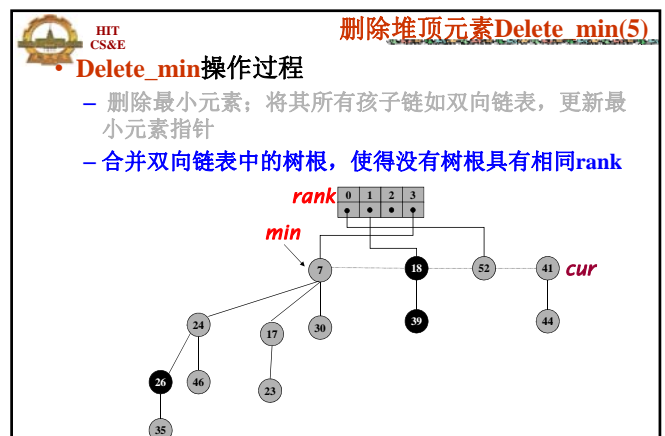 HIT
CS&E
删除堆顶元素Delete_min(5)
• Delete_min操作过程
– 删除最小元素；将其所有孩子链如双向链表，更新最
小元素指针
– 合并双向链表中的树根，使得没有树根具有相同rank
rank 0 1 2 3
min
7 18 52 41 cur
24 17 30 39 44
26 46 23
35